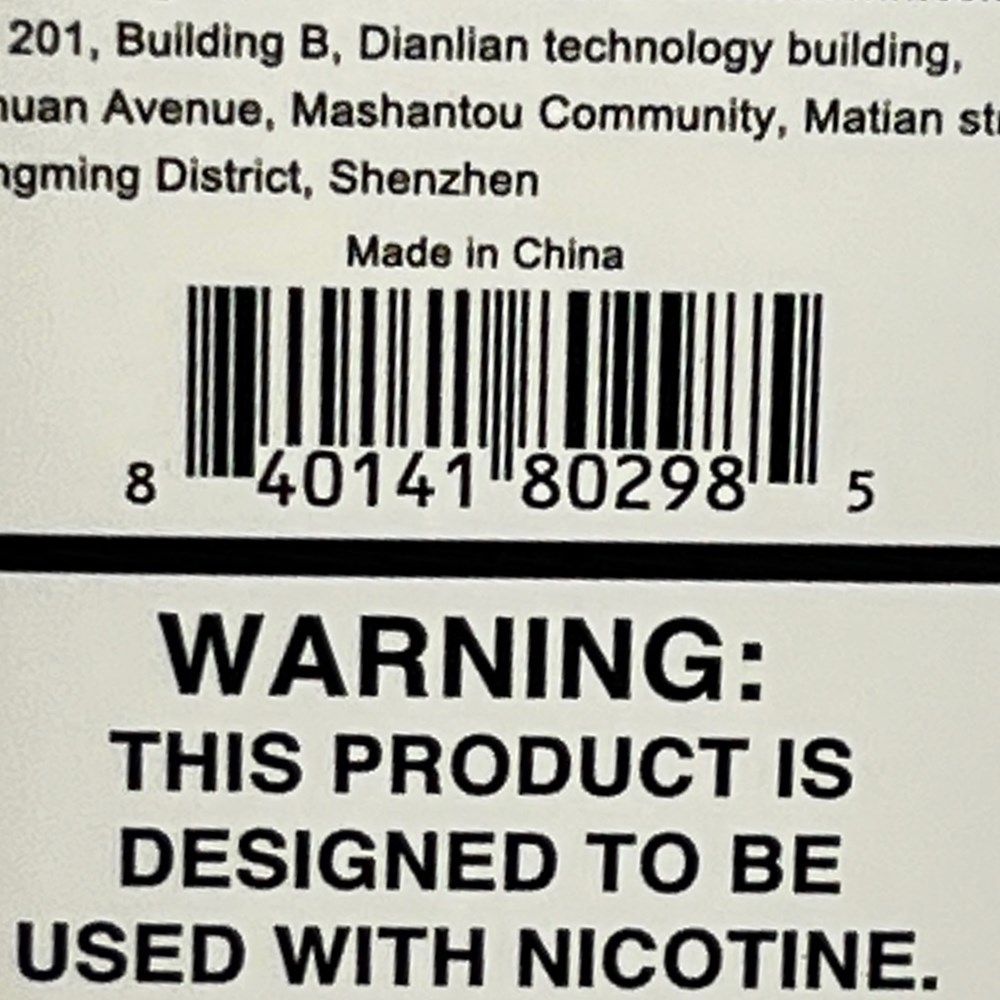 201, Building B, Dianlian technology building,
Avenue, Mashantou Community, Matian
District, Shenzhen
Made in China
8 40141 80298 5
WARNING:
THIS PRODUCT IS
DESIGNED TO BE
USED WITH NICOTINE.